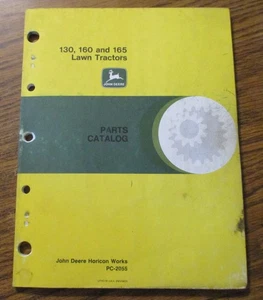 130, 160 and 165
Lawn Tractors
JOHN DEERE
PARTS
CATALOG
John Deere Horicon Works
PC-2055